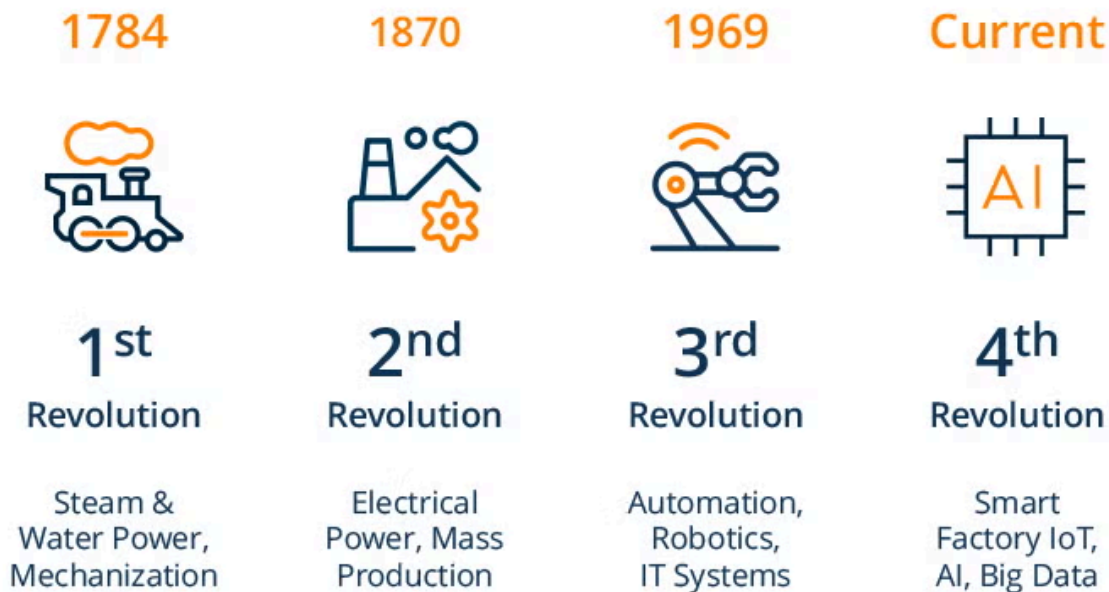 1784
1870
1969
Current
AI
1st
Revolution
2nd
Revolution
3rd
Revolution
4th
Revolution
Steam &
Water Power,
Mechanization
Electrical
Power, Mass
Production
Automation,
Robotics,
IT Systems
Smart
Factory IoT,
AI, Big Data